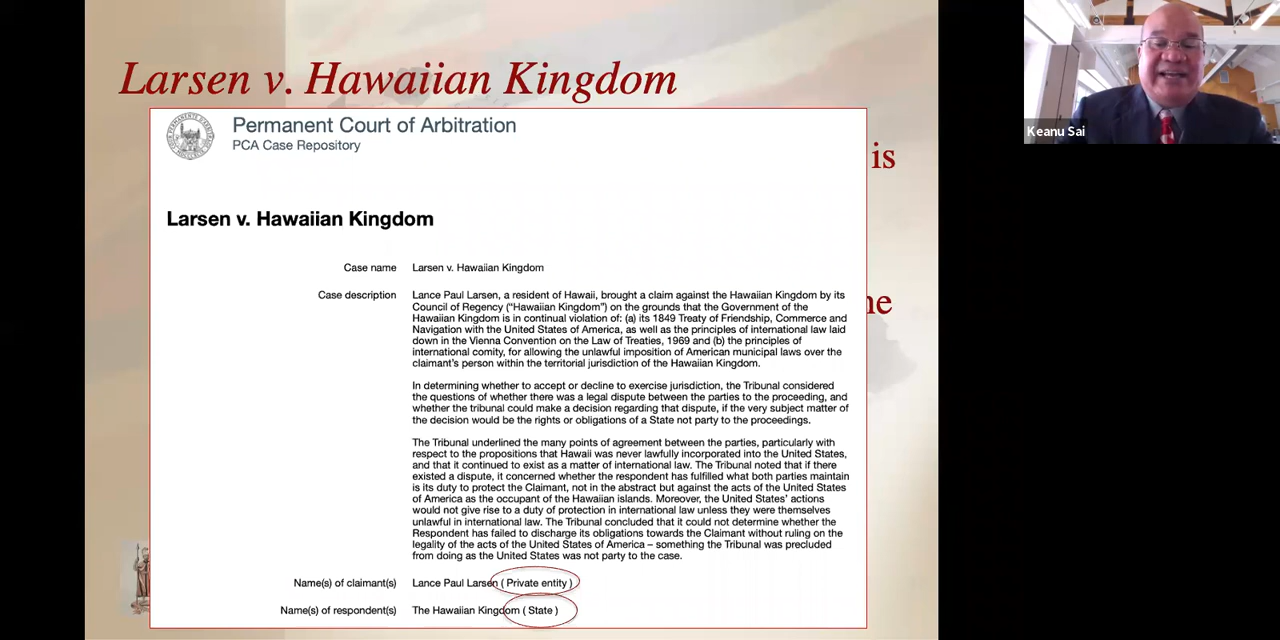 Larsen v. Hawaiian Kingdom
Permanent Court of Arbitration
PCA Case Repository
is
Larsen v. Hawaiian Kingdom
Case name Larsen v. Hawaiian Kingdom
Case description Lance Paul Larsen, a resident of Hawaii, brought a claim against the Hawaiian Kingdom by its
Council of Regency ("Hawaiian Kingdom") on the grounds that the Government of the
Hawaiian Kingdom is in continual violation of: (a) its 1849 Treaty of Friendship, Commerce and
Navigation with the United States of America, as well as the principles of international law laid
down in the Vienna Convention on the Law of Treaties, 1969 and (b) the principles of
international comity, for allowing the unlawful imposition of American municipal laws over the
claimant's person within the territorial jurisdiction of the Hawaiian Kingdom.
In determining whether to accept or decline to exercise jurisdiction, the Tribunal considered
the questions of whether there was a legal dispute between the parties to the proceeding, and
whether the tribunal could make a decision regarding that dispute, if the very subject matter of
the decision would be the rights or obligations of a State not party to the proceedings.
The Tribunal underlined the many points of agreement between the parties, particularly with
respect to the propositions that Hawaii was never lawfully incorporated into the United States,
and that it continued to exist as a matter of international law. The Tribunal noted that if there
existed a dispute, it concerned whether the respondent has fulfilled what both parties maintain
is its duty to protect the Claimant, not in the abstract but against the acts of the United States
of America as the occupant of the Hawaiian islands. Moreover, the United States' actions
would not give rise to a duty of protection in international law unless they were themselves
unlawful in international law. The Tribunal concluded that it could not determine whether the
Respondent has failed to discharge its obligations towards the Claimant without ruling on the
legality of the acts of the United States of America – something the Tribunal was precluded
from doing as the United States was not party to the case.
Name(s) of claimant(s) Lance Paul Larsen ( Private entity )
Name(s) of respondent(s) The Hawaiian Kingdom ( State )
Keanu Sai